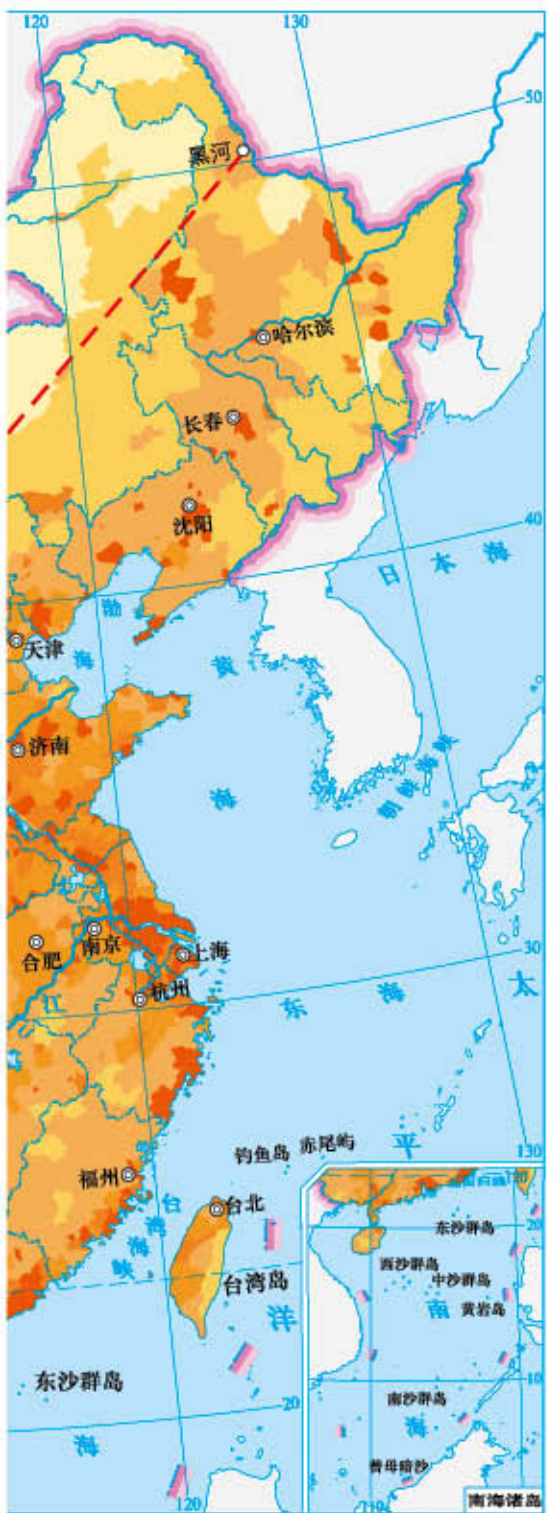 120
130
50
黑河
哈尔滨
长春
沈阳
40
日本海
渤海
天津
黄海
济南
朝鲜海峡
南京
上海
合肥
杭州
江
30
东海
太平洋
钓鱼岛
赤尾屿
130
福州
台北
台湾海峡
台湾岛
东沙群岛
海
20
120
120
东沙群岛
20
西沙群岛
中沙群岛
黄岩岛
南海
10
南沙群岛
曾母暗沙
110
南海诸岛